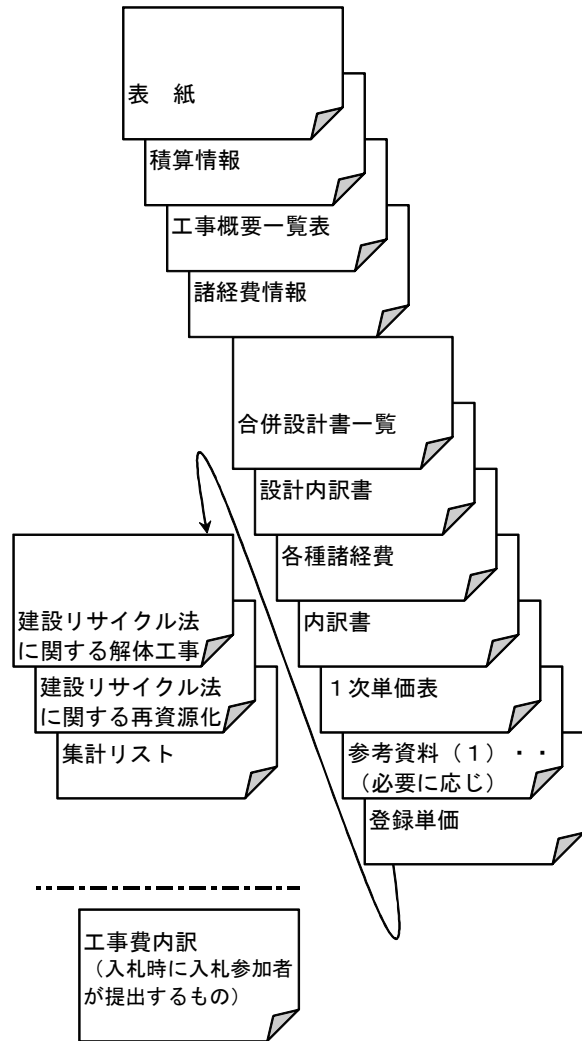 表　紙
積算情報
工事概要一覧表
諸経費情報
合併設計書一覧
設計内訳書
各種諸経費
内訳書
１次単価表
参考資料（１）・・
（必要に応じ）
登録単価
建設リサイクル法
に関する解体工事
建設リサイクル法
に関する再資源化
集計リスト
工事費内訳
（入札時に入札参加者
が提出するもの）